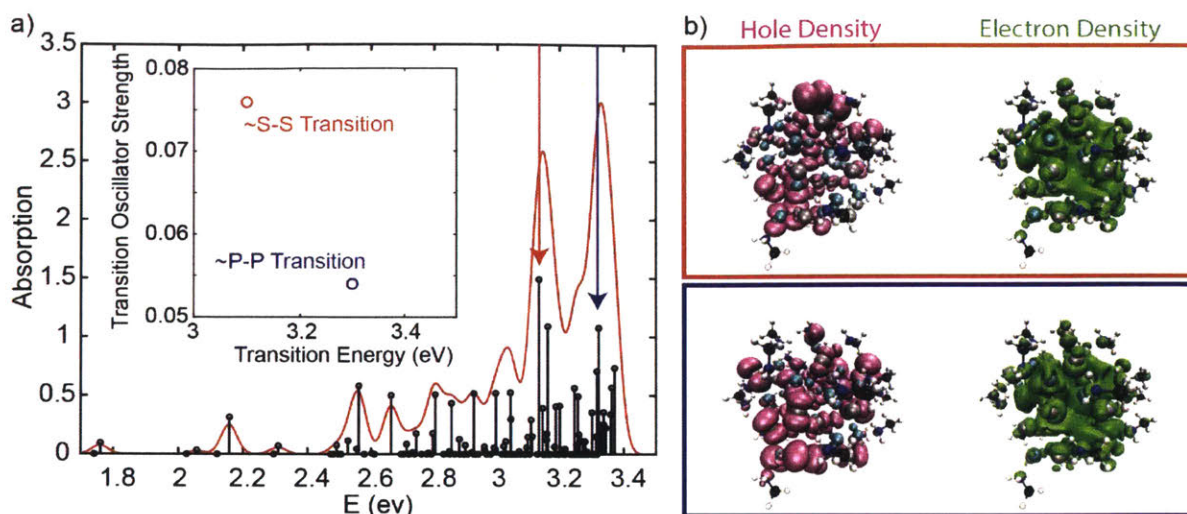 a)
3.5
3
2.5
2
1.5
1
0.5
0
Absorption
0.08
0.07
0.06
0.05
Transition Oscillator Strength
~S-S Transition
~P-P Transition
3 3.2 3.4
Transition Energy (eV)
1.8 2 2.2 2.4 2.6 2.8 3 3.2 3.4
E (ev)
b) Hole Density Electron Density